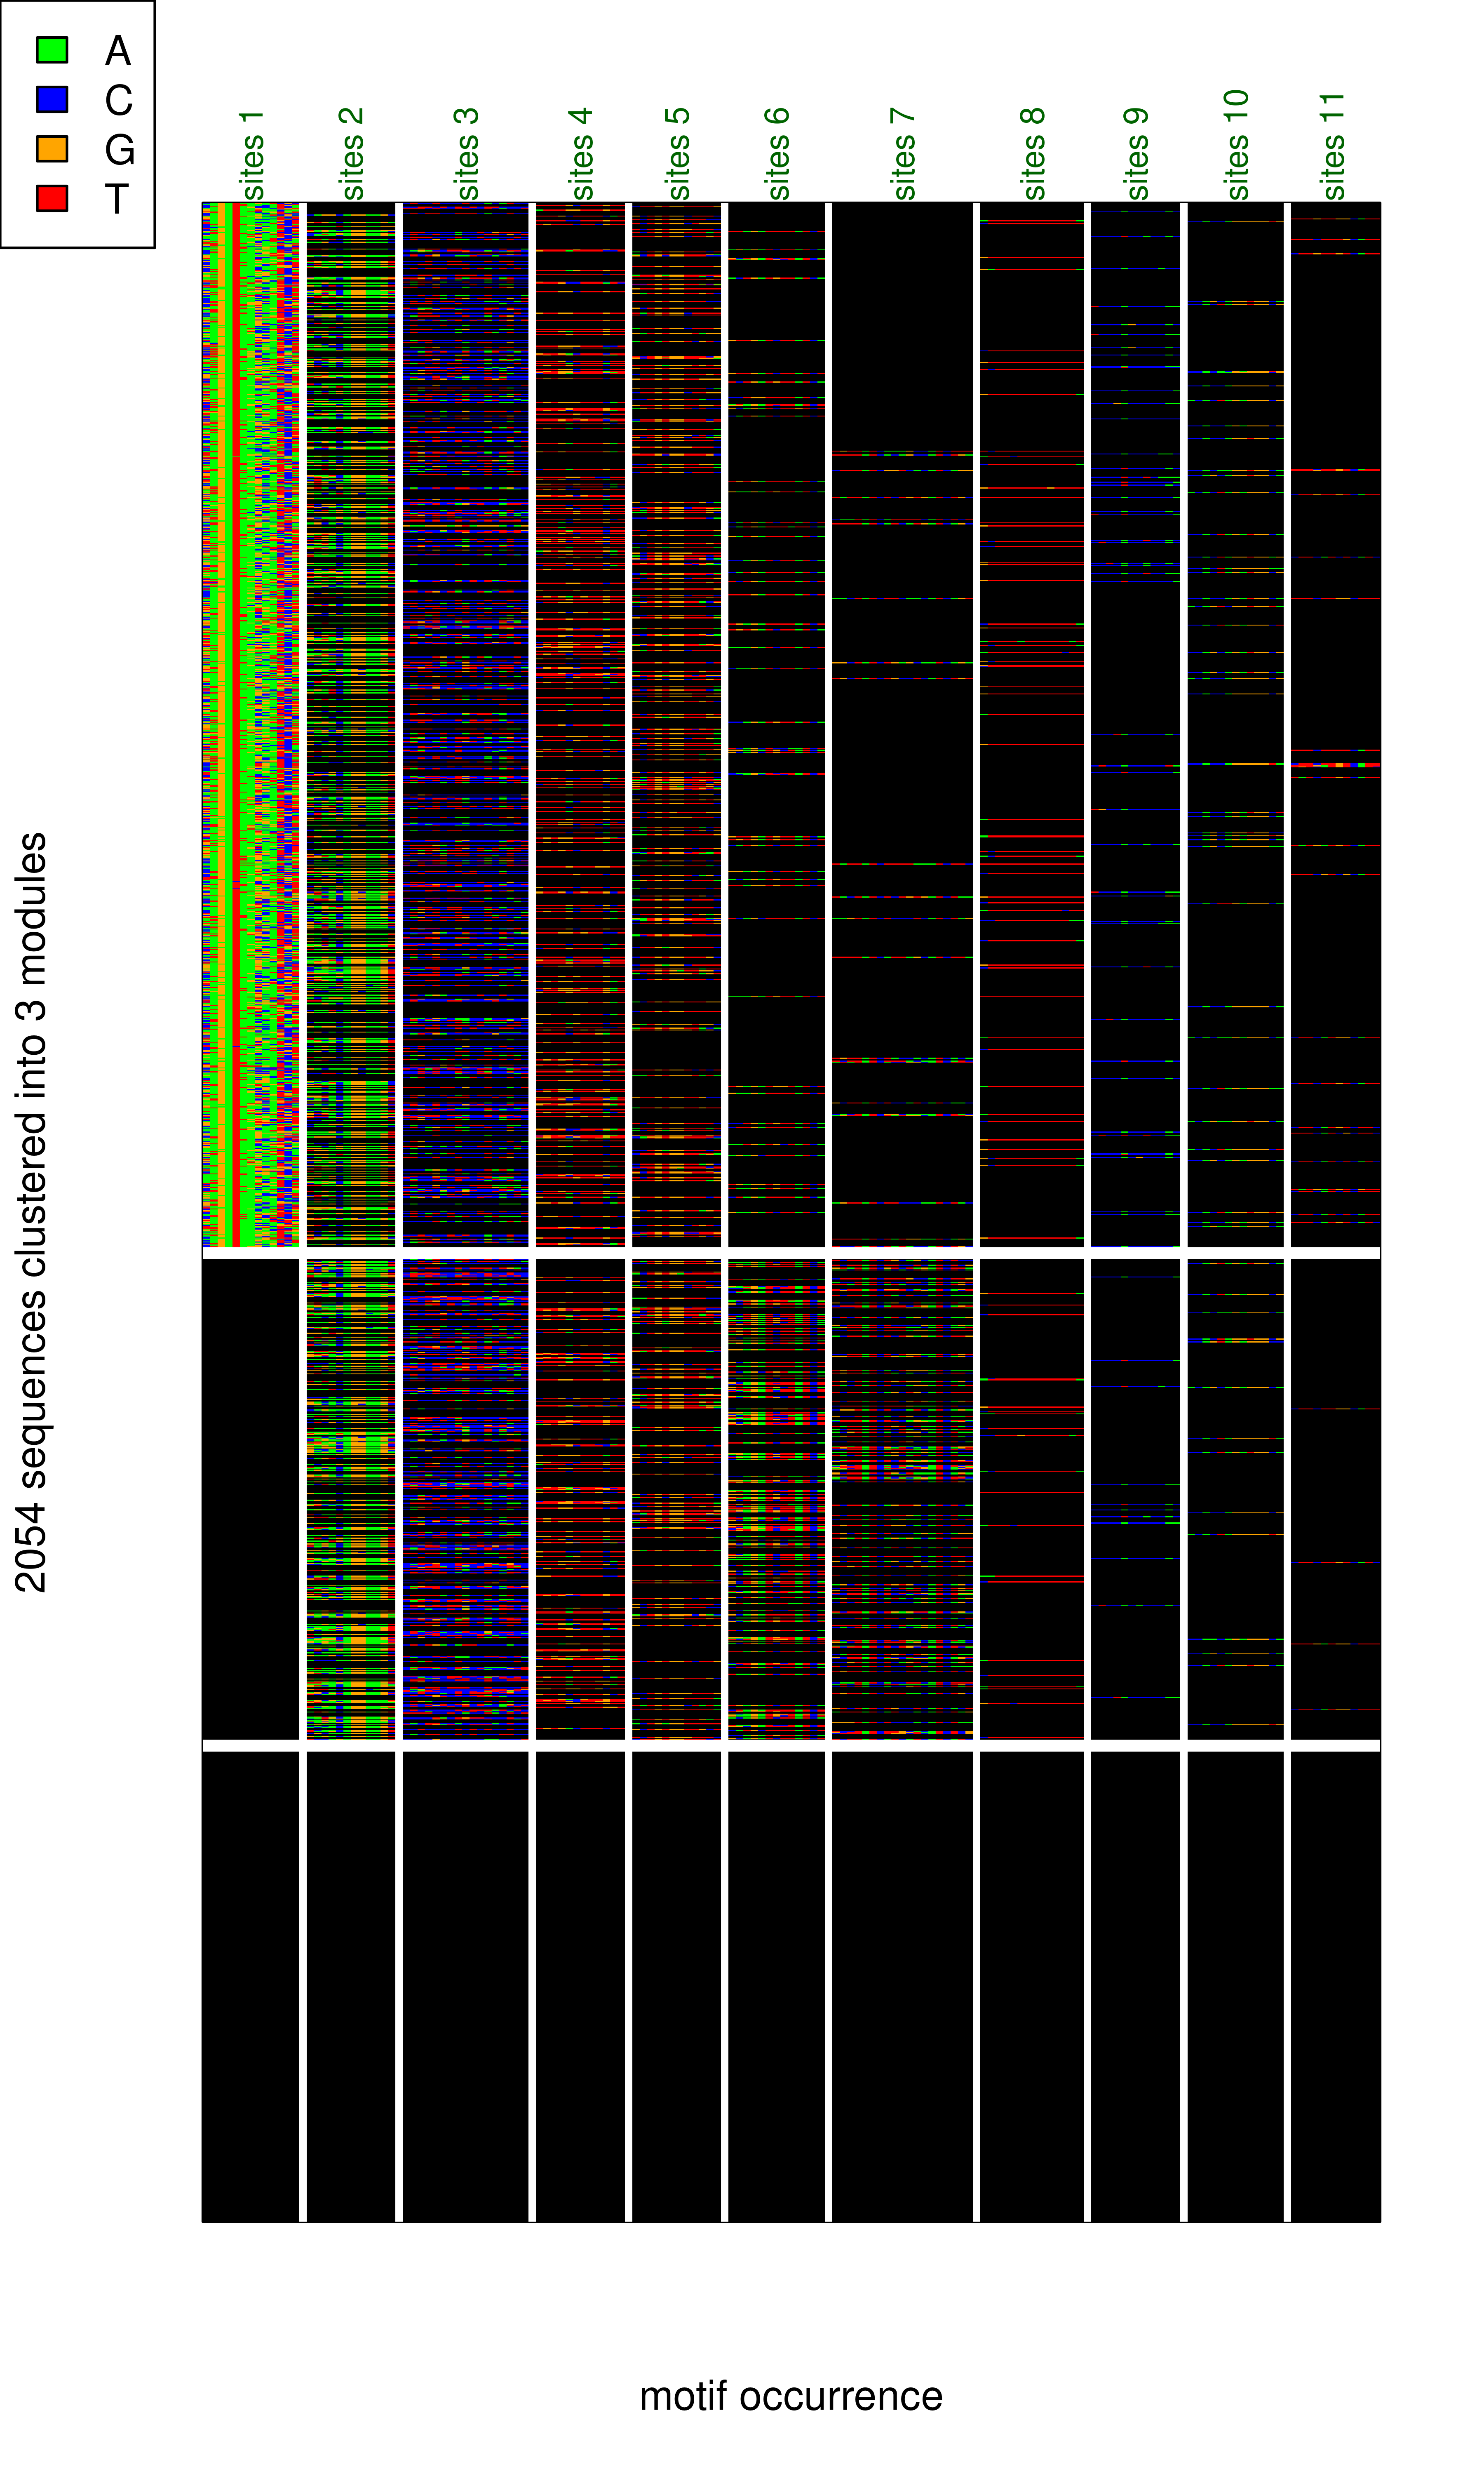 A
C
G
T
sites 1
sites 2
sites 3
sites 4
sites 5
sites 6
sites 7
sites 8
sites 9
sites 10
sites 11
2054 sequences clustered into 3 modules
motif occurrence